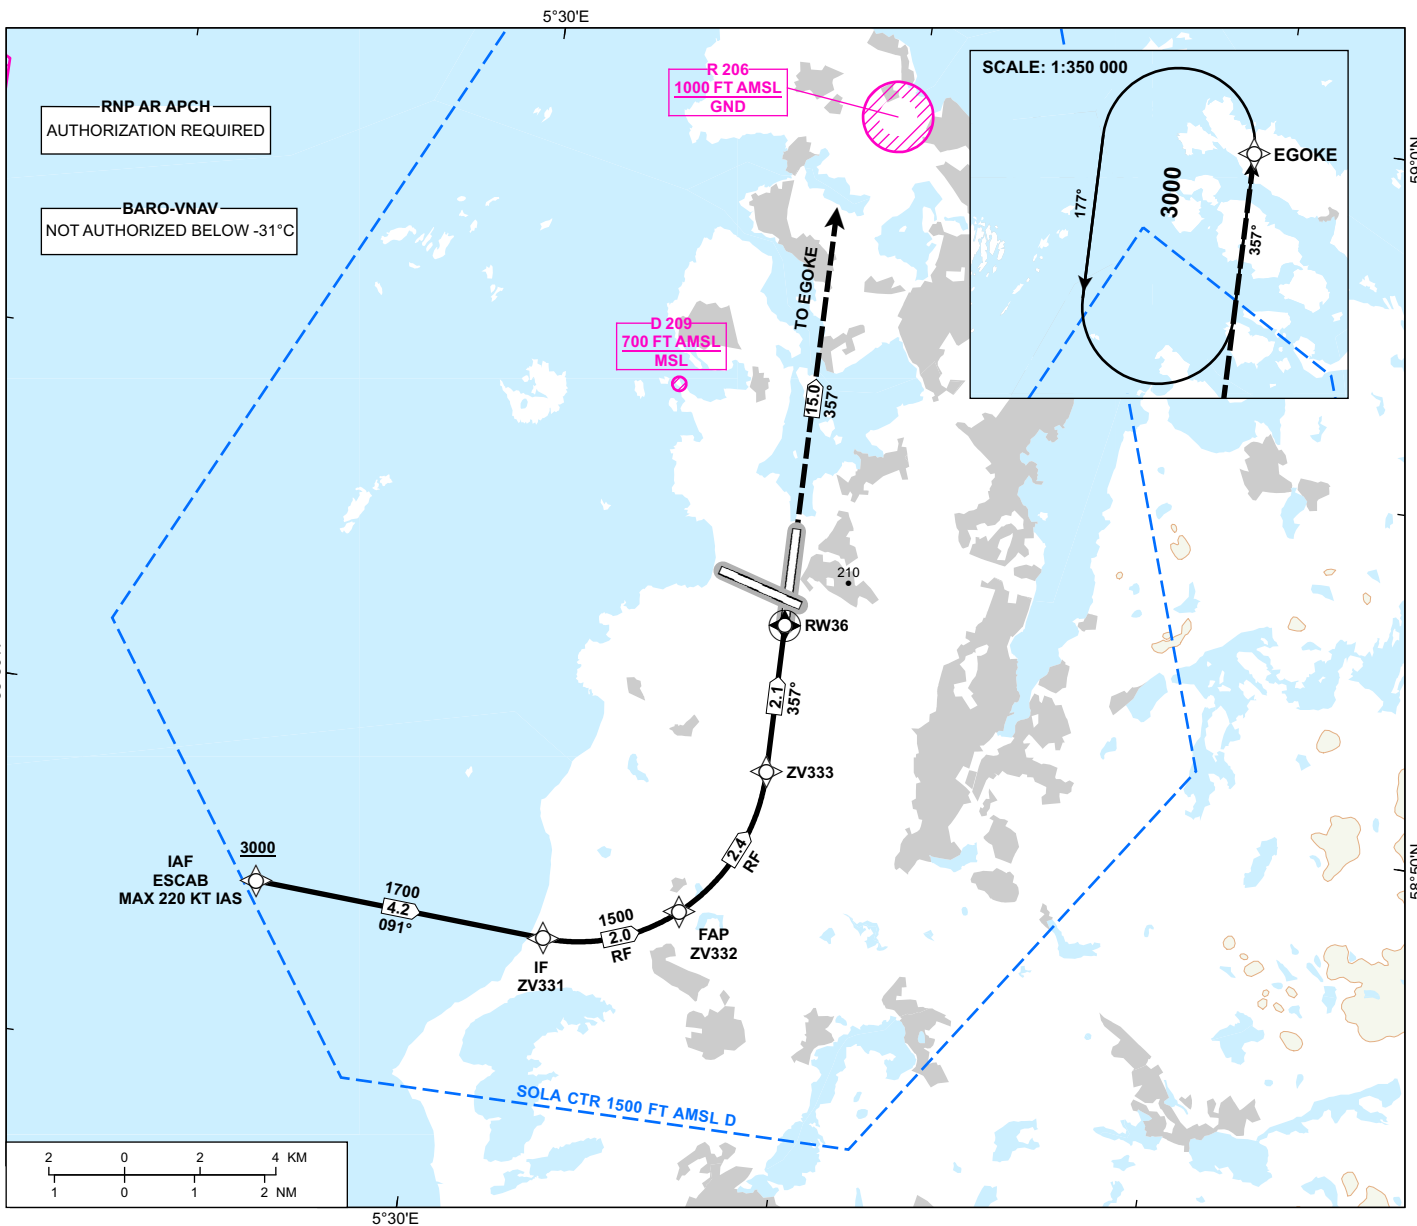 5°30'E
RNP AR APCH
AUTHORIZATION REQUIRED
BARO-VNAV
NOT AUTHORIZED BELOW -31°C
R 206
1000 FT AMSL
GND
D 209
700 FT AMSL
MSL
SCALE: 1:350 000
EGOKE
3000
177°
357°
59°0'N
TO EGOKE
15.0
357°
210
RW36
2.1
357°
ZV333
2.4
RF
3000
IAF
ESCAB
MAX 220 KT IAS
1700
4.2
091°
1500
2.0
RF
FAP
ZV332
IF
ZV331
58°50'N
SOLA CTR 1500 FT AMSL D
2 0 2 4 KM
1 0 1 2 NM
5°30'E